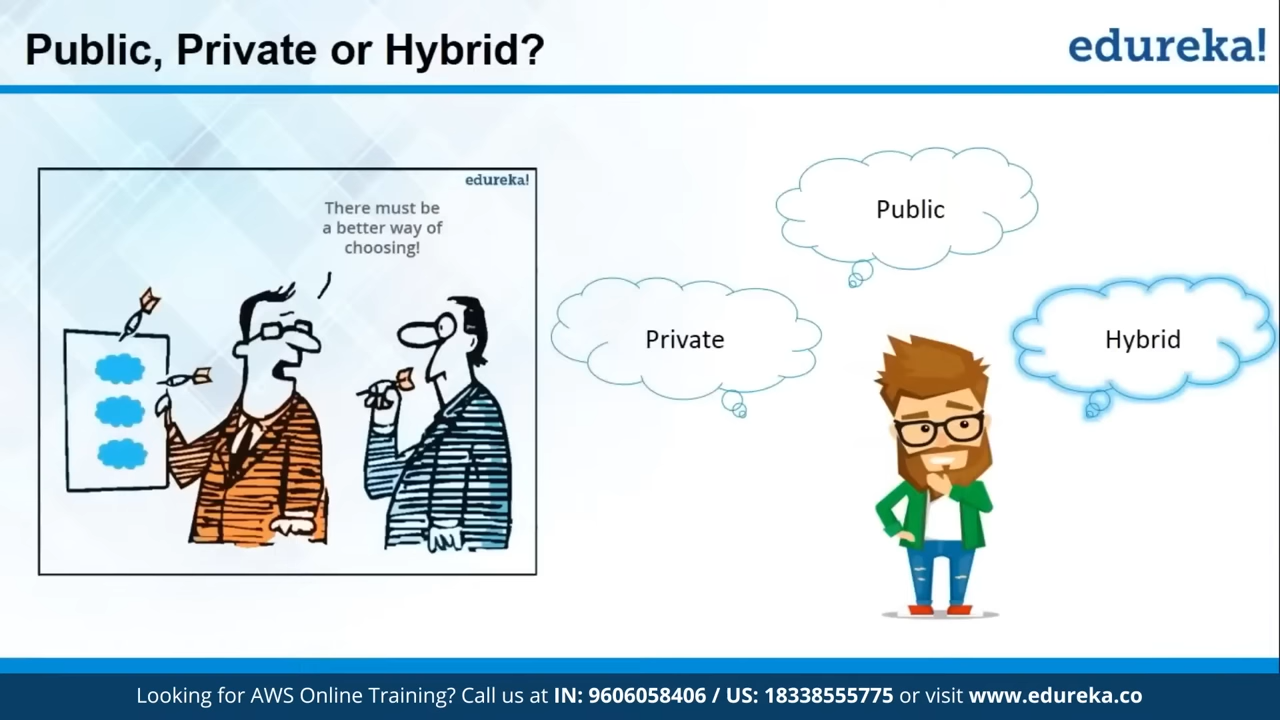 Public, Private or Hybrid?
edureka!
edureka!
There must be
a better way of
choosing!
Public
Private
Hybrid
Looking for AWS Online Training? Call us at IN: 9606058406 / US: 18338555775 or visit www.edureka.co